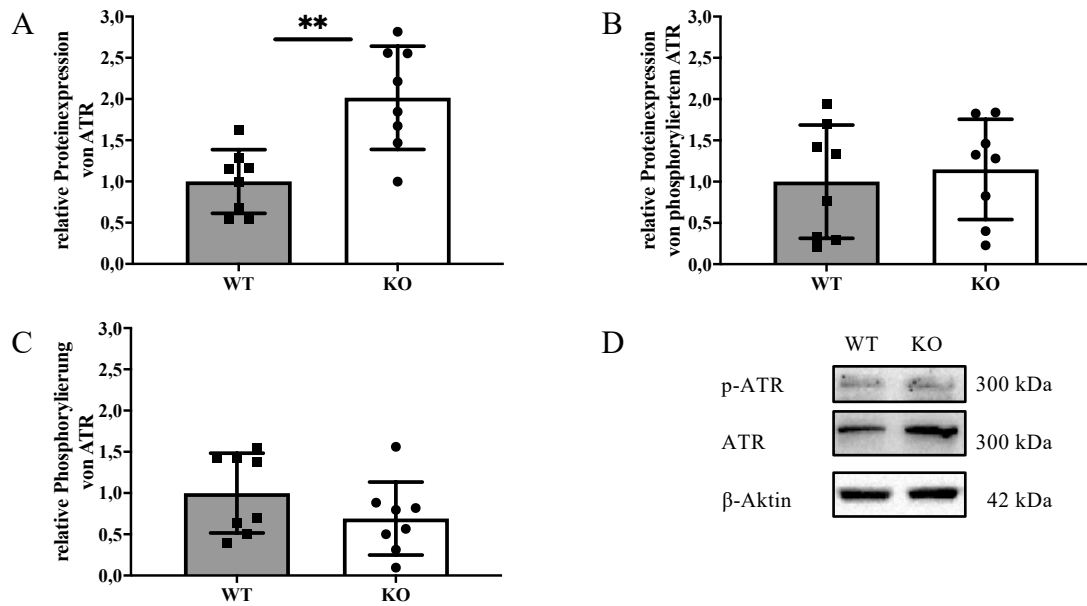 A
relative Proteinexpression
von ATR
3,0
2,5
2,0
1,5
1,0
0,5
0,0
**
WT
KO
B
relative Proteinexpression
von phosphoryliertem ATR
3,0
2,5
2,0
1,5
1,0
0,5
0,0
WT
KO
C
relative Phosphorylierung
von ATR
3,0
2,5
2,0
1,5
1,0
0,5
0,0
WT
KO
D
WT KO
p-ATR 300 kDa
ATR 300 kDa
β-Aktin 42 kDa